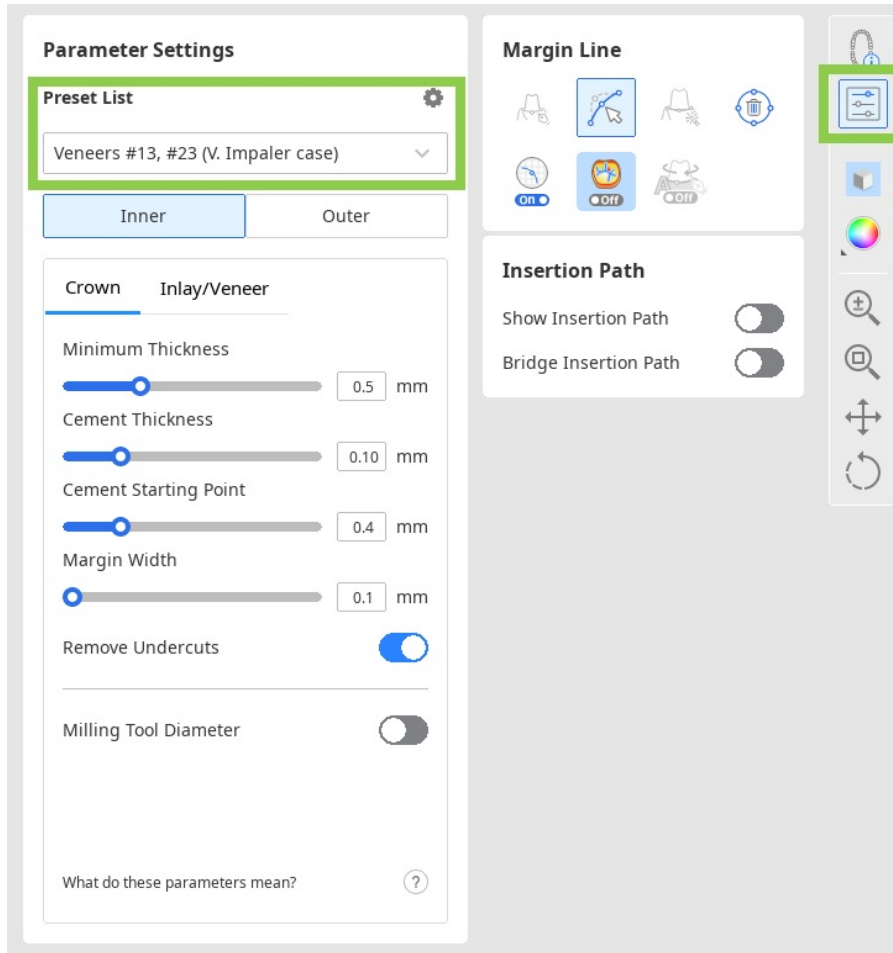 Parameter Settings
Preset List
Veneers #13, #23 (V. Impaler case)
Inner Outer
Crown Inlay/Veneer
Minimum Thickness
0.5 mm
Cement Thickness
0.10 mm
Cement Starting Point
0.4 mm
Margin Width
0.1 mm
Remove Undercuts
Milling Tool Diameter
What do these parameters mean? ?
Margin Line
On Off Off
Insertion Path
Show Insertion Path
Bridge Insertion Path